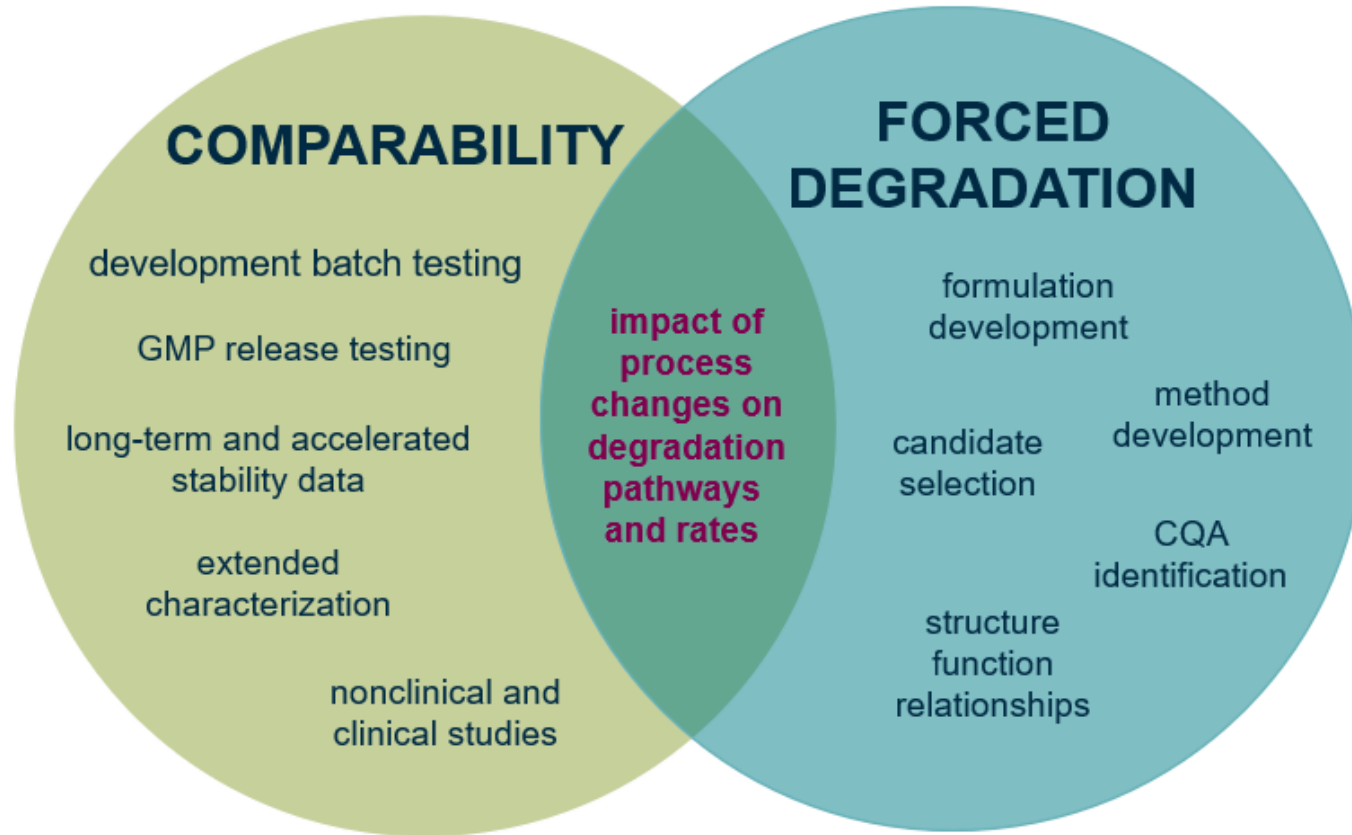 COMPARABILITY
development batch testing
GMP release testing
long-term and accelerated
stability data
extended
characterization
nonclinical and
clinical studies
impact of
process
changes on
degradation
pathways
and rates
FORCED
DEGRADATION
formulation
development
method
development
candidate
selection
CQA
identification
structure
function
relationships